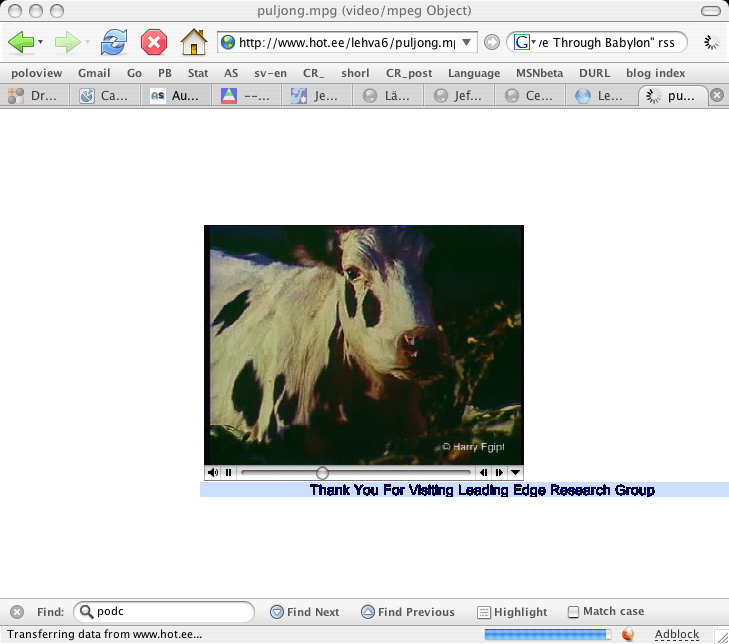 puljong.mpg (video/mpeg Object)
http://www.hot.ee/lehva6/puljong.m
ve Through Babylon" rss
poloview Gmail Go PB Stat AS sv-en CR_ shorl CR_post Language MSNbeta DURL blog index
Dr... Ca... Au... --... Je... Lä... Jef... Ce... Le... pu...
© Harry Egipt
Thank You For Visiting Leading Edge Research Group
Find: podc Find Next Find Previous Highlight Match case
Transferring data from www.hot.ee... Adblock